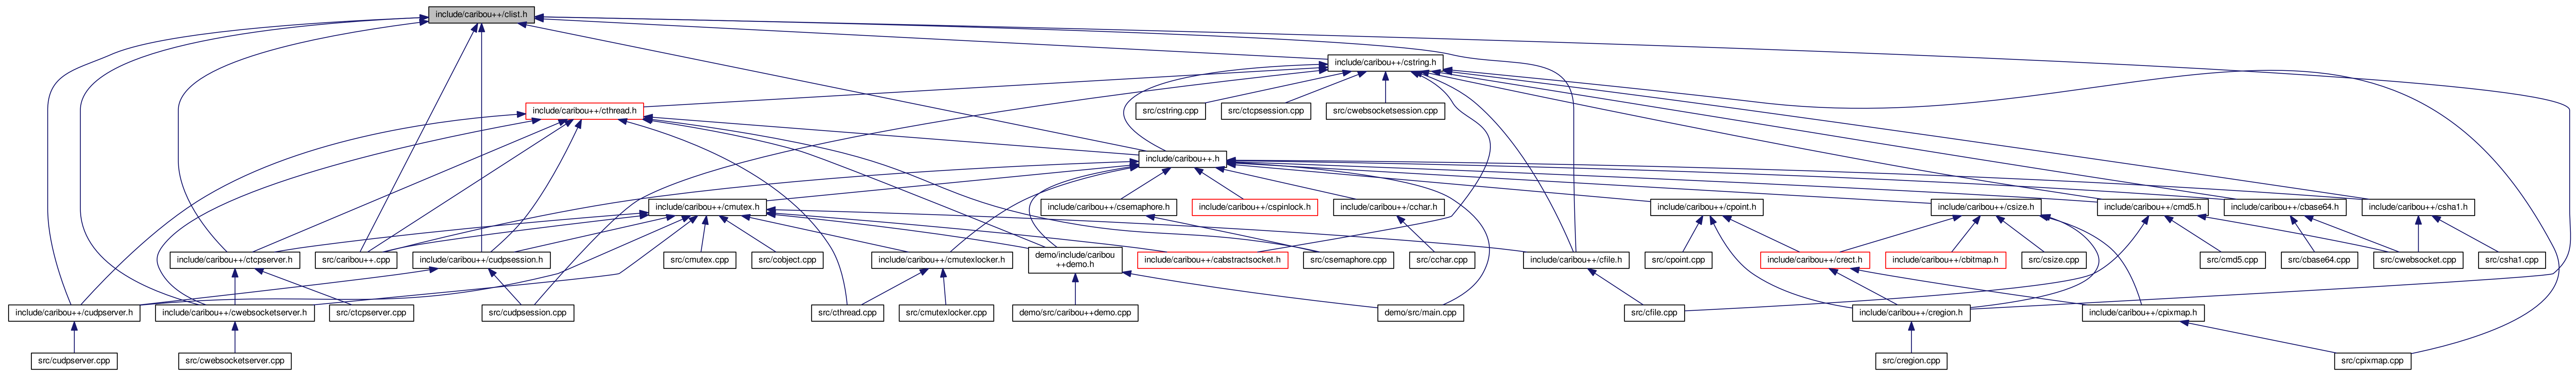 include/caribou++/clist.h
include/caribou++/cstring.h
include/caribou++/cthread.h
src/cstring.cpp
src/ctcpsession.cpp
src/cwebsocketsession.cpp
include/caribou++.h
include/caribou++/cmutex.h
include/caribou++/csemaphore.h
include/caribou++/cspinlock.h
include/caribou++/cchar.h
include/caribou++/cpoint.h
include/caribou++/csize.h
include/caribou++/cmd5.h
include/caribou++/cbase64.h
include/caribou++/csha1.h
include/caribou++/ctcpserver.h
src/caribou++.cpp
include/caribou++/cudpsession.h
src/cmutex.cpp
src/cobject.cpp
include/caribou++/cmutexlocker.h
demo/include/caribou
++demo.h
include/caribou++/cabstractsocket.h
src/csemaphore.cpp
src/cchar.cpp
include/caribou++/cfile.h
src/cpoint.cpp
include/caribou++/crect.h
include/caribou++/cbitmap.h
src/csize.cpp
src/cmd5.cpp
src/cbase64.cpp
src/cwebsocket.cpp
src/csha1.cpp
include/caribou++/cudpserver.h
include/caribou++/cwebsocketserver.h
src/ctcpserver.cpp
src/cudpsession.cpp
src/cthread.cpp
src/cmutexlocker.cpp
demo/src/caribou++demo.cpp
demo/src/main.cpp
src/cfile.cpp
include/caribou++/cregion.h
include/caribou++/cpixmap.h
src/cudpserver.cpp
src/cwebsocketserver.cpp
src/cregion.cpp
src/cpixmap.cpp